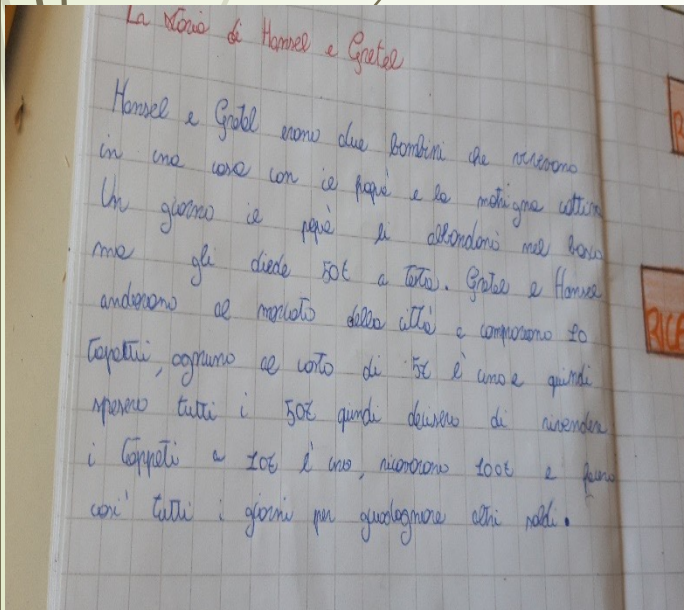 La storia di Hansel e Gretel
Hansel e Gretel erano due bambini che vivevano
in una casa con il papà e la matrigna cattiva
Un giorno il papà li abbandonò nel bosco
ma gli diede 50€ a testa. Gretel e Hansel
andarono al mercato della città e comprarono 10
Cappotti, ognuno al costo di 5€ l'uno e quindi
spesero tutti i 50€ quindi decisero di rivendere
i Cappoti a 10€ l'uno, ricavarono 100€ e fecero
così tutti i giorni per guadagnare altri soldi.